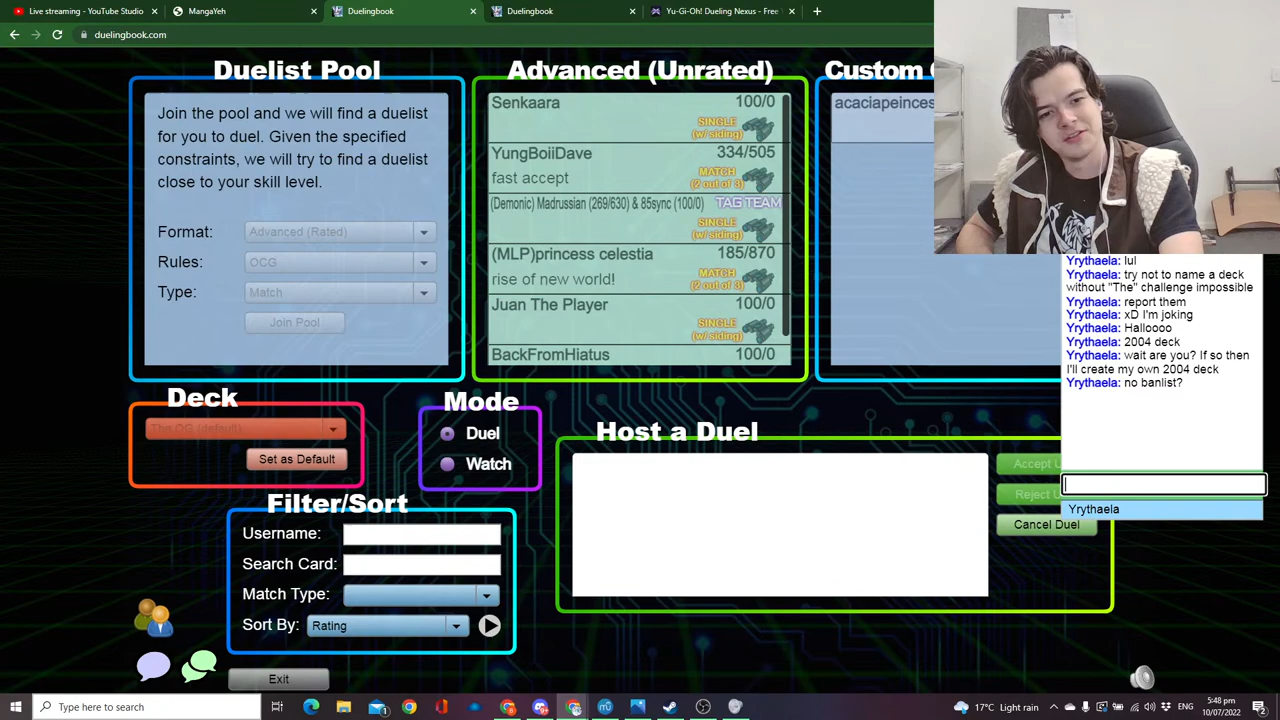 Live streaming - YouTube Studio
MangaYeh
Duelingbook
Duelingbook
Yu-Gi-Oh! Dueling Nexus - Free
duelingbook.com
Duelist Pool
Join the pool and we will find a duelist
for you to duel. Given the specified
constraints, we will try to find a duelist
close to your skill level.
Format: Advanced (Rated)
Rules: OCG
Type: Match
Join Pool
Advanced (Unrated)
Senkaara 100/0
SINGLE
(w/ siding)
YungBoiiDave 334/505
fast accept
MATCH
(2 out of 3)
(Demonic) Madrussian (269/630) & 85sync (100/0) TAG TEAM
SINGLE
(w/ siding)
(MLP)princess celestia 185/870
rise of new world!
MATCH
(2 out of 3)
Juan The Player 100/0
SINGLE
(w/ siding)
BackFromHiatus 100/0
Custom
acaciapeinces
Yrythaela: lul
Yrythaela: try not to name a deck
without "The" challenge impossible
Yrythaela: report them
Yrythaela: xD I'm joking
Yrythaela: Halloooo
Yrythaela: 2004 deck
Yrythaela: wait are you? If so then
I'll create my own 2004 deck
Yrythaela: no banlist?
Yrythaela
Deck
The OG (default)
Set as Default
Mode
Duel
Watch
Host a Duel
Accept
Reject
Cancel Duel
Filter/Sort
Username:
Search Card:
Match Type:
Sort By: Rating
Exit
Type here to search
17°C Light rain
5:48 pm
10/07/2022